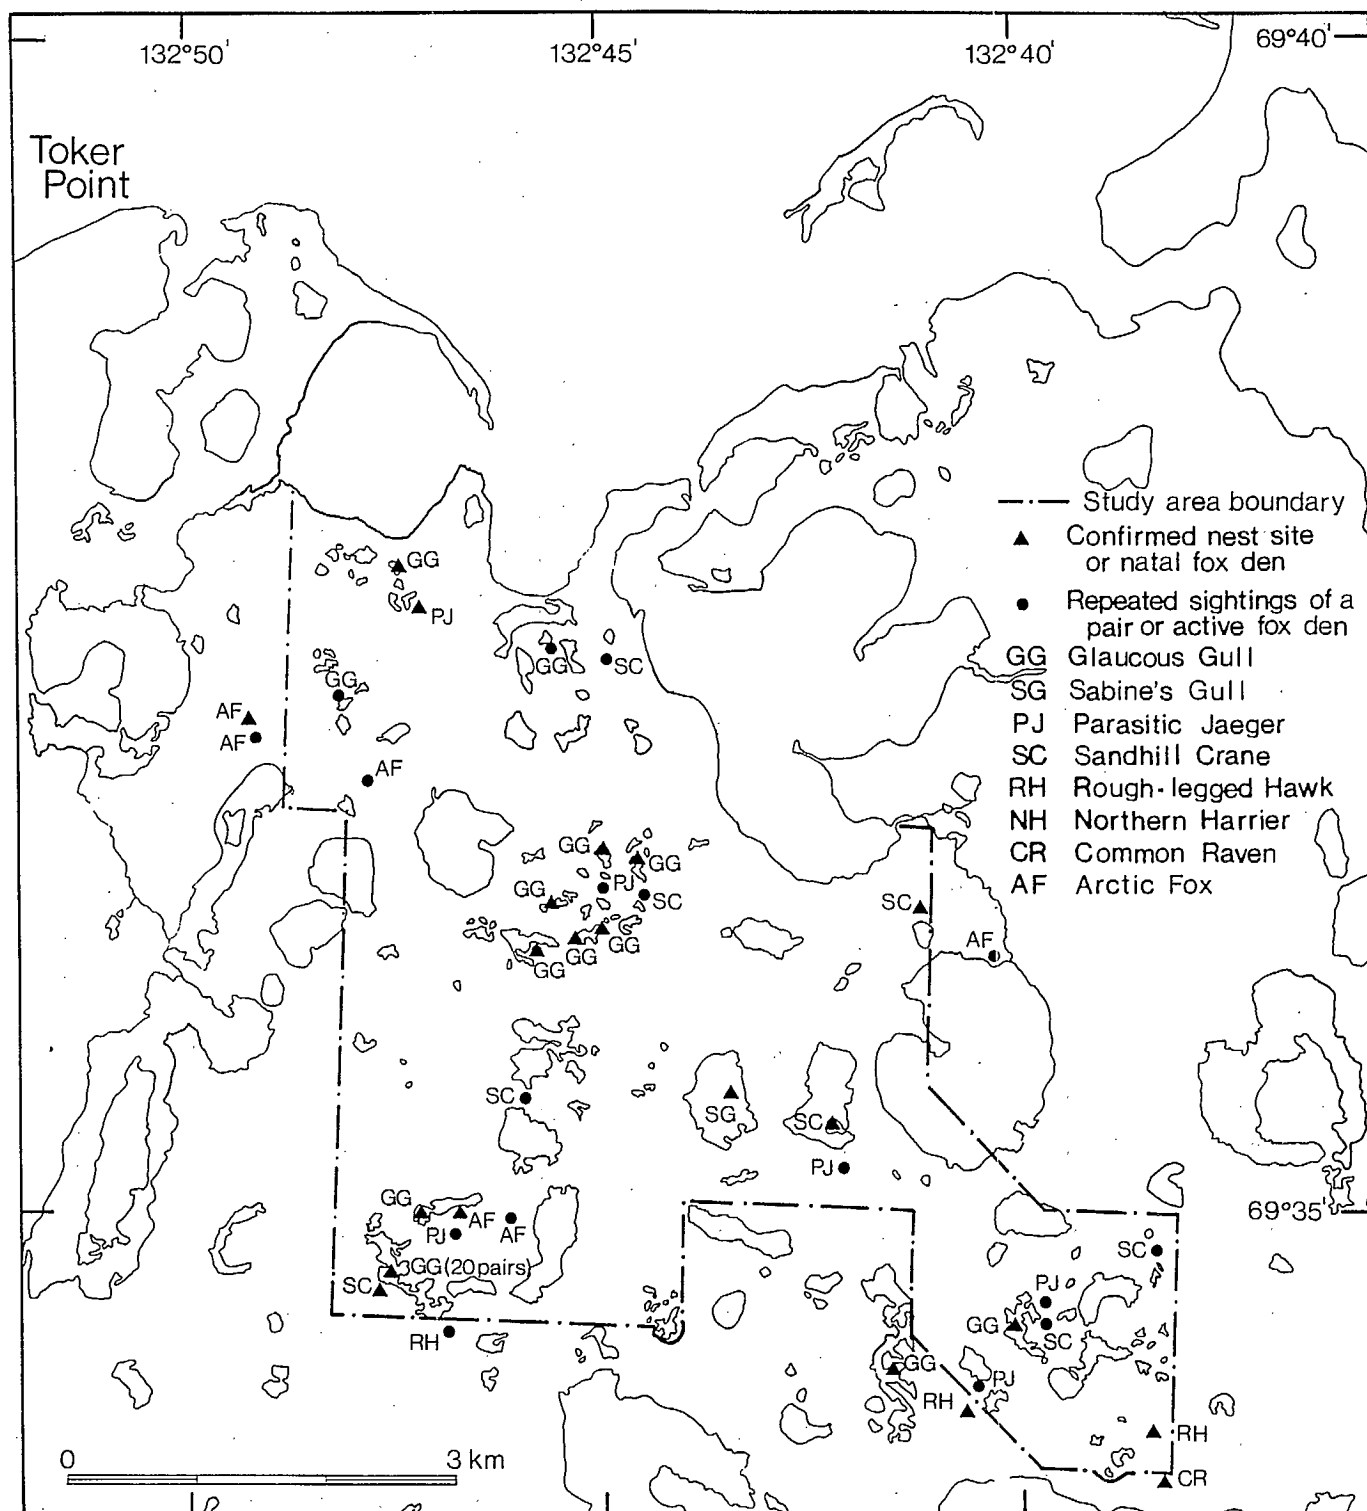 132°50'
132°45'
132°40'
69°40'
Toker
Point
Study area boundary
Confirmed nest site
or natal fox den
Repeated sightings of a
pair or active fox den
GG Glaucous Gull
SG Sabine's Gull
PJ Parasitic Jaeger
SC Sandhill Crane
RH Rough-legged Hawk
NH Northern Harrier
CR Common Raven
AF Arctic Fox
GG
PJ
GG
SC
GG
AF
AF
AF
GG
GG
PJ
SC
GG
GG
GG
GG
SC
AF
SC
SG
SC
PJ
GG
AF
AF
PJ
GG (20 pairs)
SC
RH
69°35'
SC
PJ
GG
SC
GG
PJ
RH
RH
CR
0
3 km